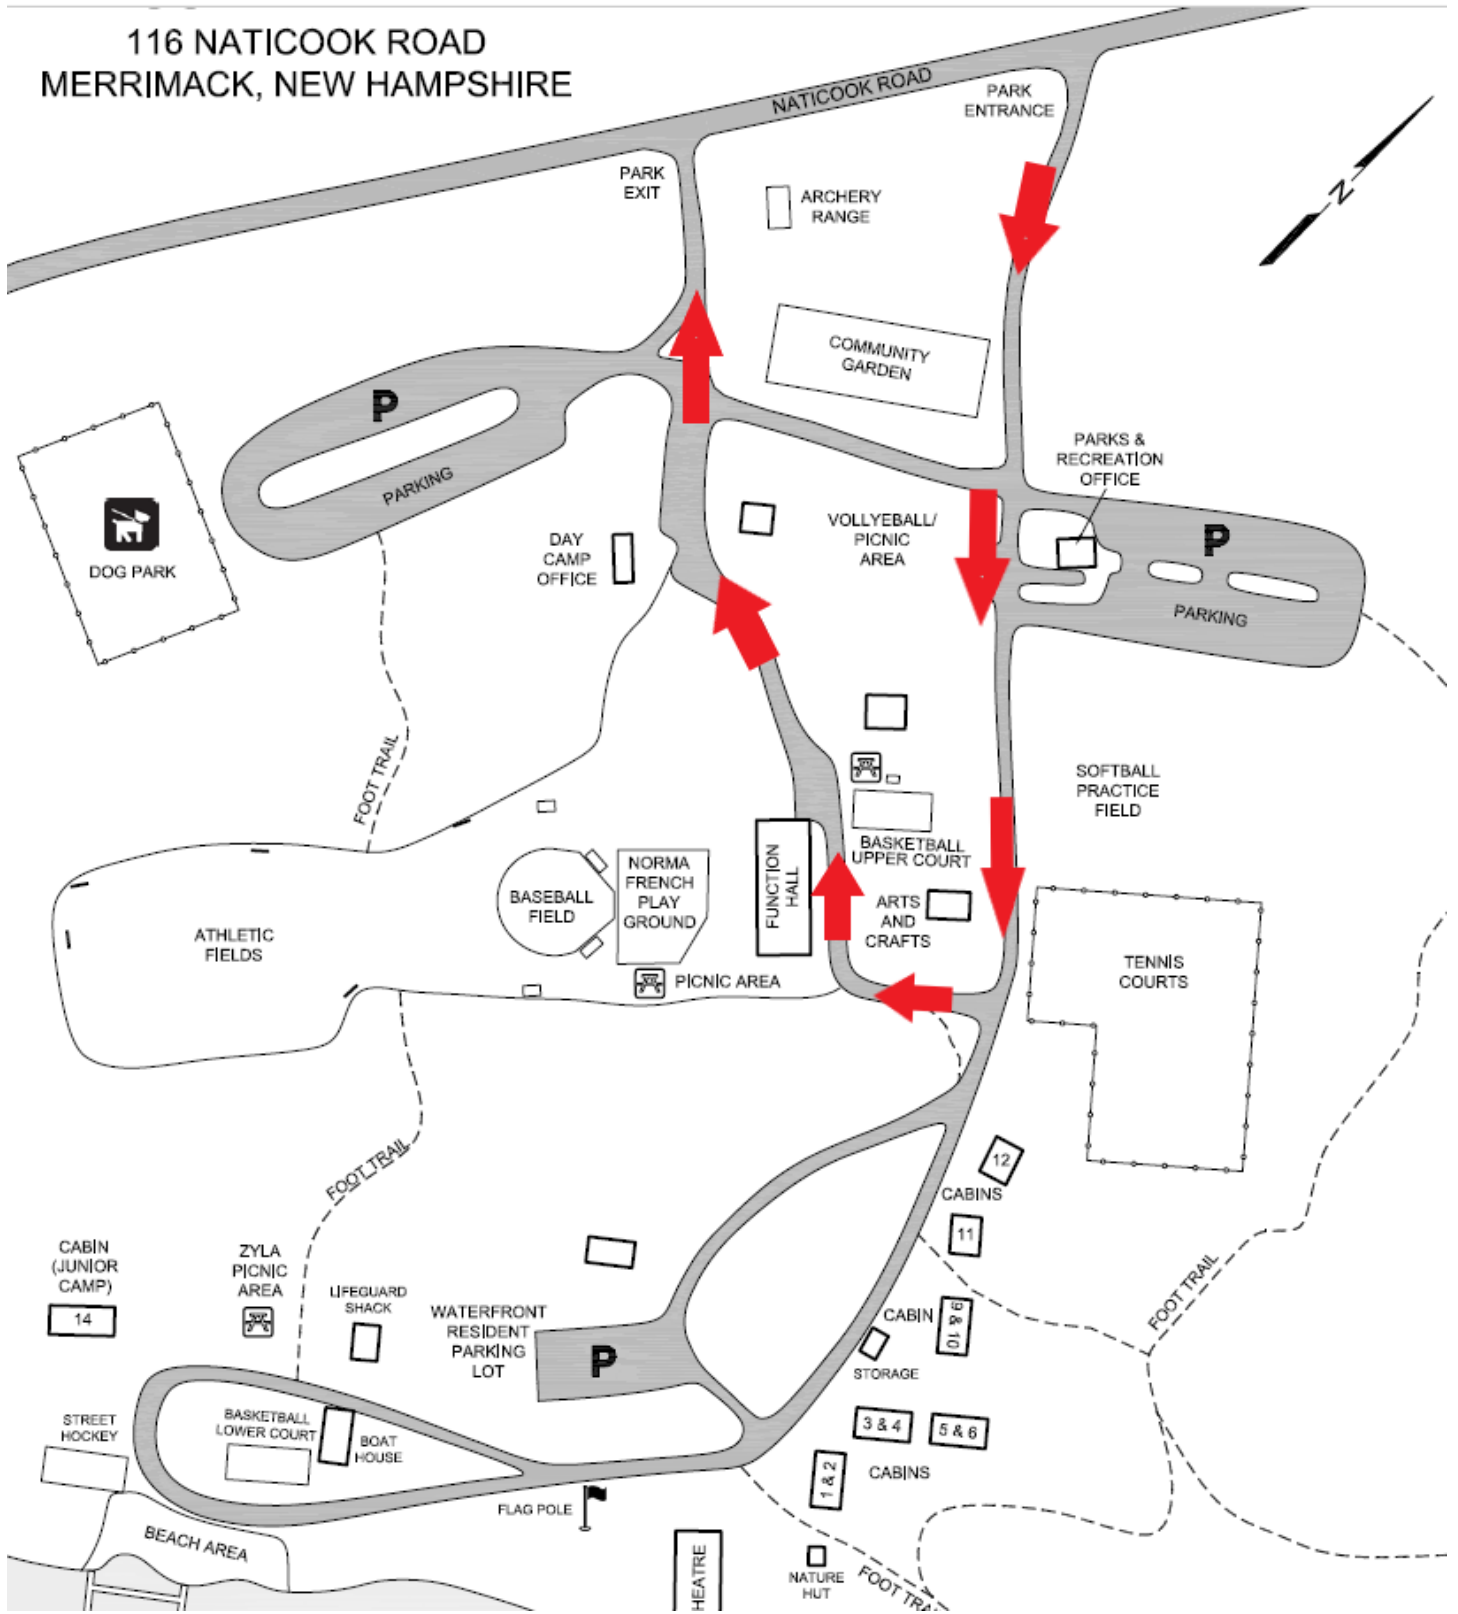 116 NATICOOK ROAD
MERRIMACK, NEW HAMPSHIRE
NATICOOK ROAD
PARK
ENTRANCE
PARK
EXIT
ARCHERY
RANGE
N
COMMUNITY
GARDEN
P
PARKING
PARKS &
RECREATION
OFFICE
VOLLYEBALL/
PICNIC
AREA
P
PARKING
DOG PARK
DAY
CAMP
OFFICE
FOOT TRAIL
SOFTBALL
PRACTICE
FIELD
BASKETBALL
UPPER COURT
FUNCTION
HALL
NORMA
FRENCH
PLAY
GROUND
BASEBALL
FIELD
ARTS
AND
CRAFTS
ATHLETIC
FIELDS
PICNIC AREA
TENNIS
COURTS
FOOT TRAIL
12
CABINS
11
CABIN
(JUNIOR
CAMP)
14
ZYLA
PICNIC
AREA
LIFEGUARD
SHACK
WATERFRONT
RESIDENT
PARKING
LOT
P
CABIN
9 & 10
FOOT TRAIL
STORAGE
STREET
HOCKEY
BASKETBALL
LOWER COURT
BOAT
HOUSE
3 & 4
5 & 6
CABINS
1 & 2
FLAG POLE
BEACH AREA
HEATRE
NATURE
HUT
FOOT TRA